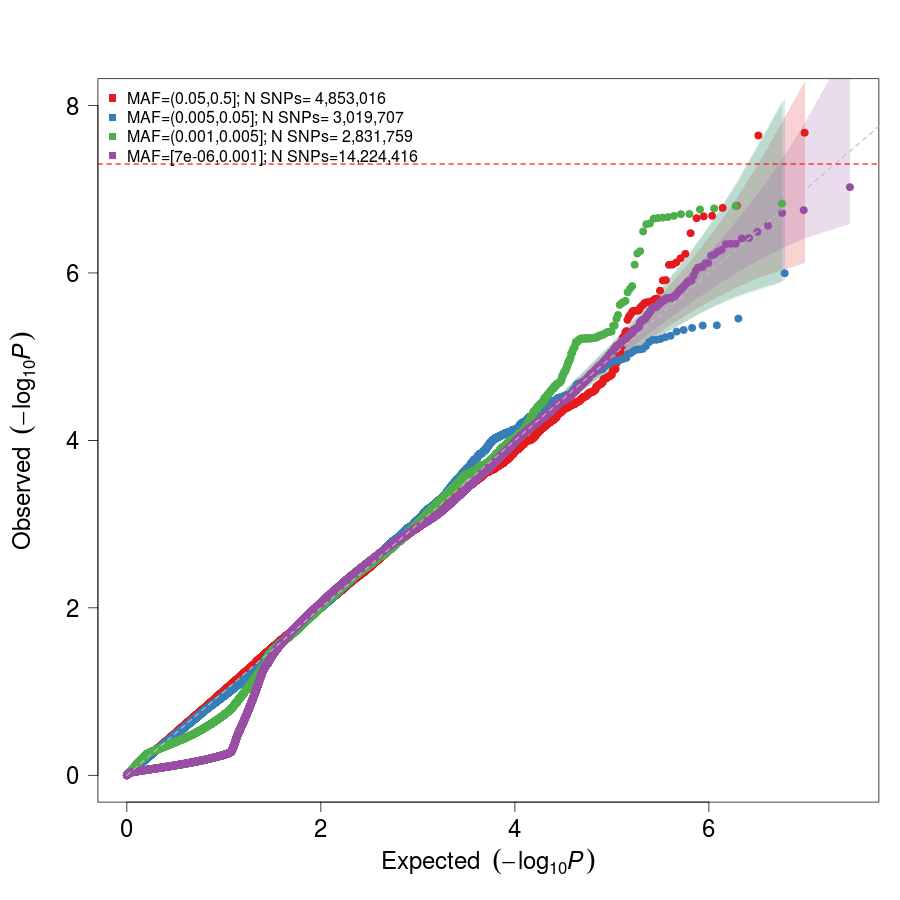 MAF=(0.05,0.5]; N SNPs= 4,853,016
MAF=(0.005,0.05]; N SNPs= 3,019,707
MAF=(0.001,0.005]; N SNPs= 2,831,759
MAF=[7e-06,0.001]; N SNPs=14,224,416
8
6
4
2
0
Observed (−log10P)
0 2 4 6
Expected (−log10P)